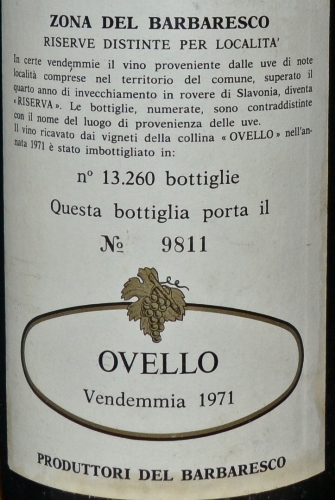 ZONA DEL BARBARESCO
RISERVE DISTINTE PER LOCALITA'
In certe vendemmie il vino proveniente dalle uve di note
località comprese nel territorio del comune, superato il
quarto anno di invecchiamento in rovere di Slavonia, diventa
«RISERVA». Le bottiglie, numerate, sono contraddistinte
con il nome del luogo di provenienza delle uve.
Il vino ricavato dai vigneti della collina «OVELLO» nell'an-
nata 1971 è stato imbottigliato in:
n° 13.260 bottiglie
Questa bottiglia porta il
№ 9811
OVELLO
Vendemmia 1971
PRODUTTORI DEL BARBARESCO